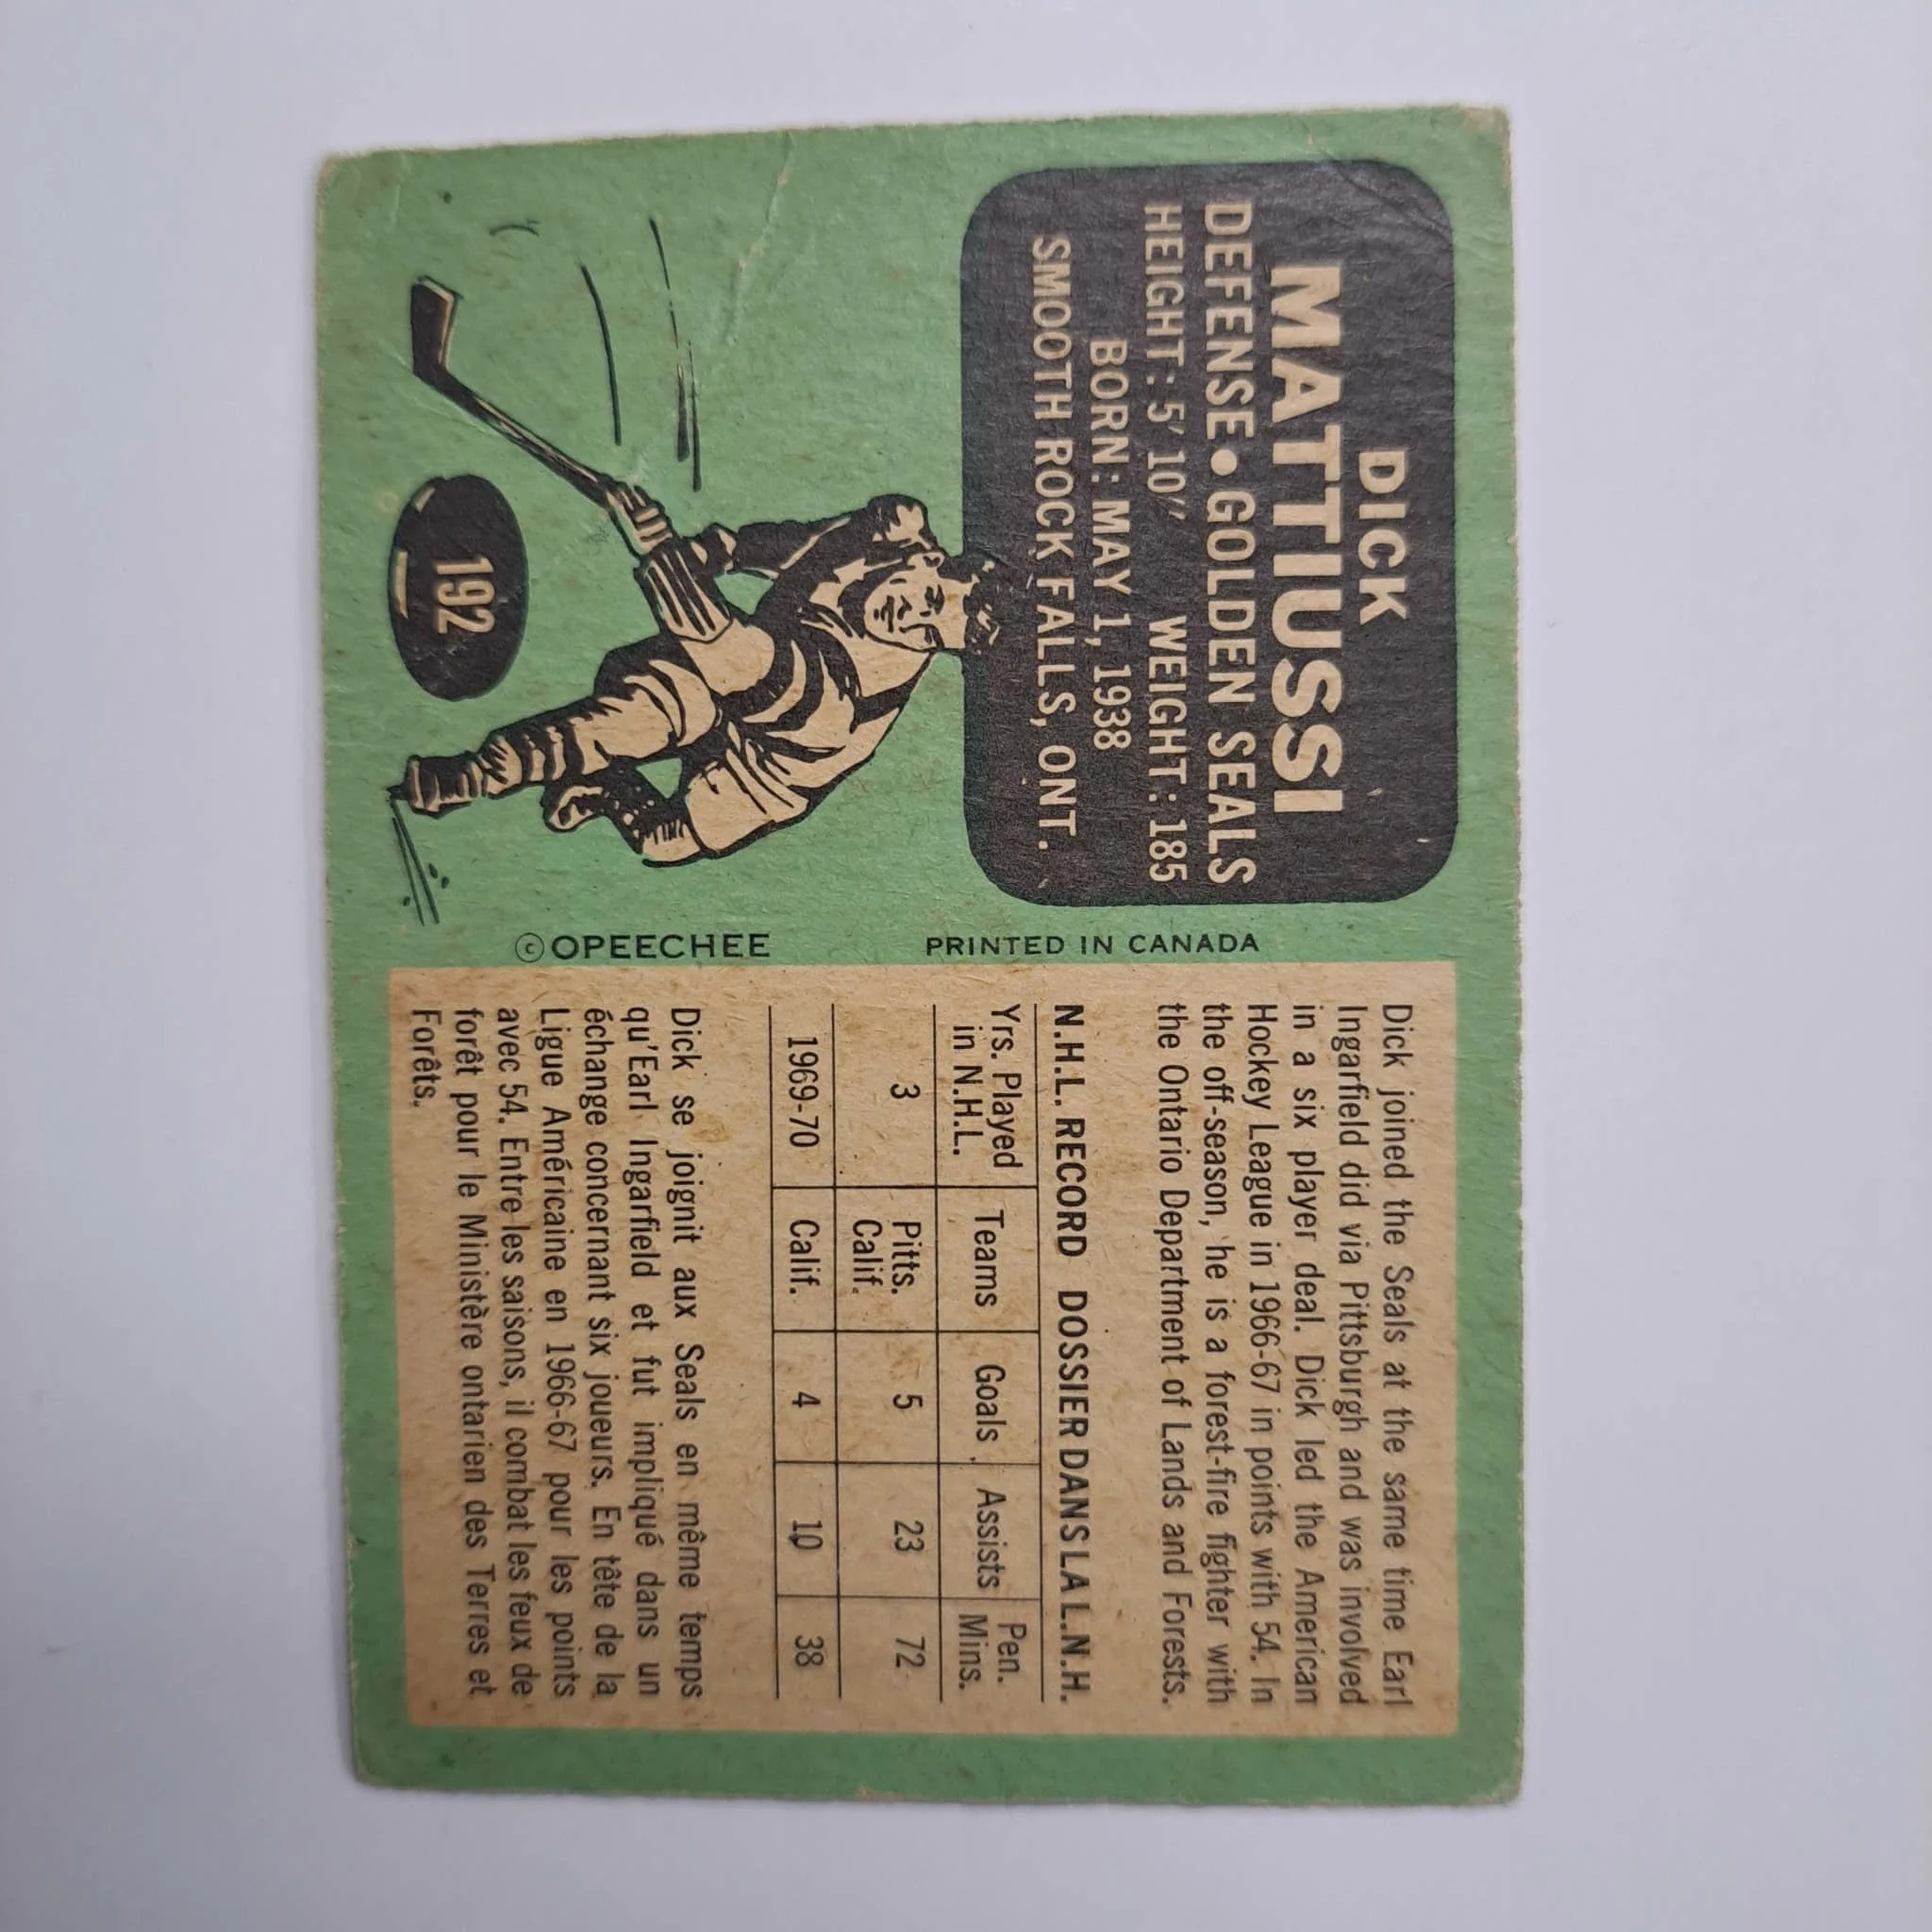 DICK
MATTIUSSI
DEFENSE • GOLDEN SEALS
HEIGHT: 5' 10" WEIGHT: 185
BORN: MAY 1, 1938
SMOOTH ROCK FALLS, ONT.
192
© OPEECHEE PRINTED IN CANADA
Dick joined the Seals at the same time Earl
Ingarfield did via Pittsburgh and was involved
in a six player deal. Dick led the American
Hockey League in 1966-67 in points with 54. In
the off-season, he is a forest-fire fighter with
the Ontario Department of Lands and Forests.
N.H.L. RECORD DOSSIER DANS LA L.N.H.
Yrs. Played in N.H.L. Teams Goals Assists Pen. Mins.
3 Pitts. Calif. 5 23 72
1969-70 Calif. 4 10 38
Dick se joignit aux Seals en même temps
qu'Earl Ingarfield et fut impliqué dans un
échange concernant six joueurs. En tête de la
Ligue Américaine en 1966-67 pour les points
avec 54. Entre les saisons, il combat les feux de
forêt pour le Ministère ontarien des Terres et
Forêts.